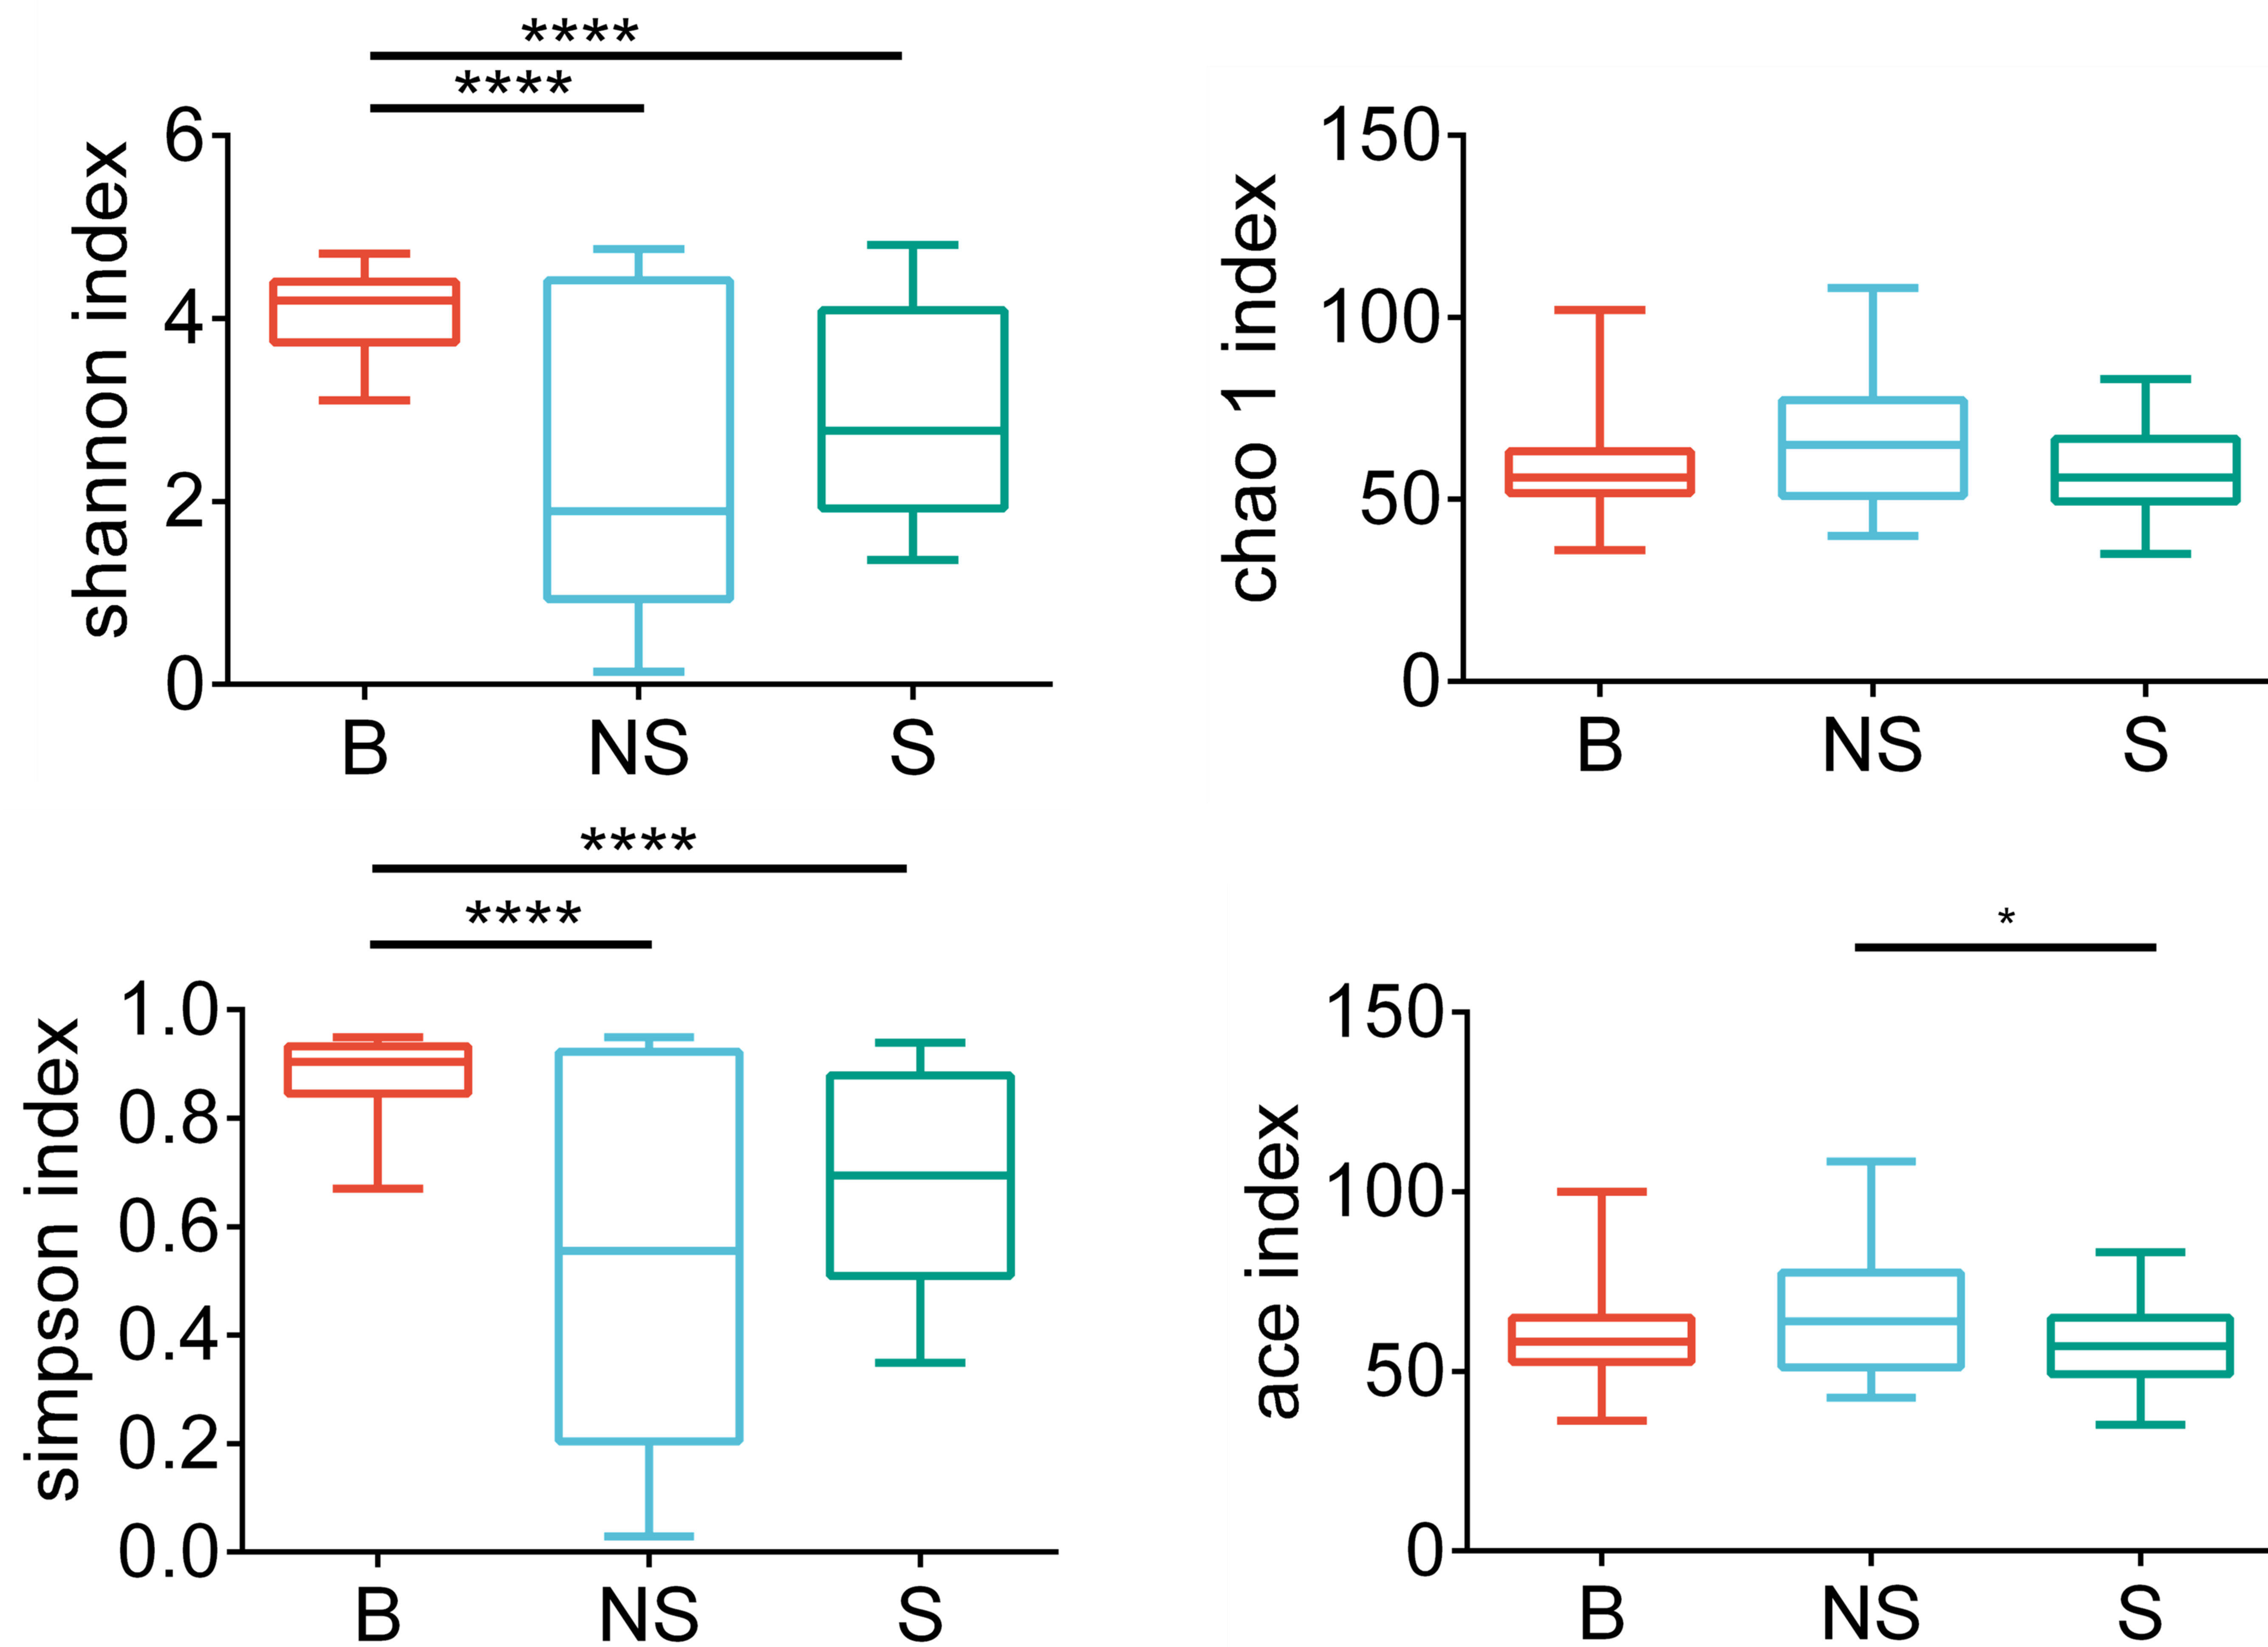 ****
****
shannon index
6
4
2
0
B NS S
chao 1 index
150
100
50
0
B NS S
****
****
simpson index
1.0
0.8
0.6
0.4
0.2
0.0
B NS S
*
ace index
150
100
50
0
B NS S